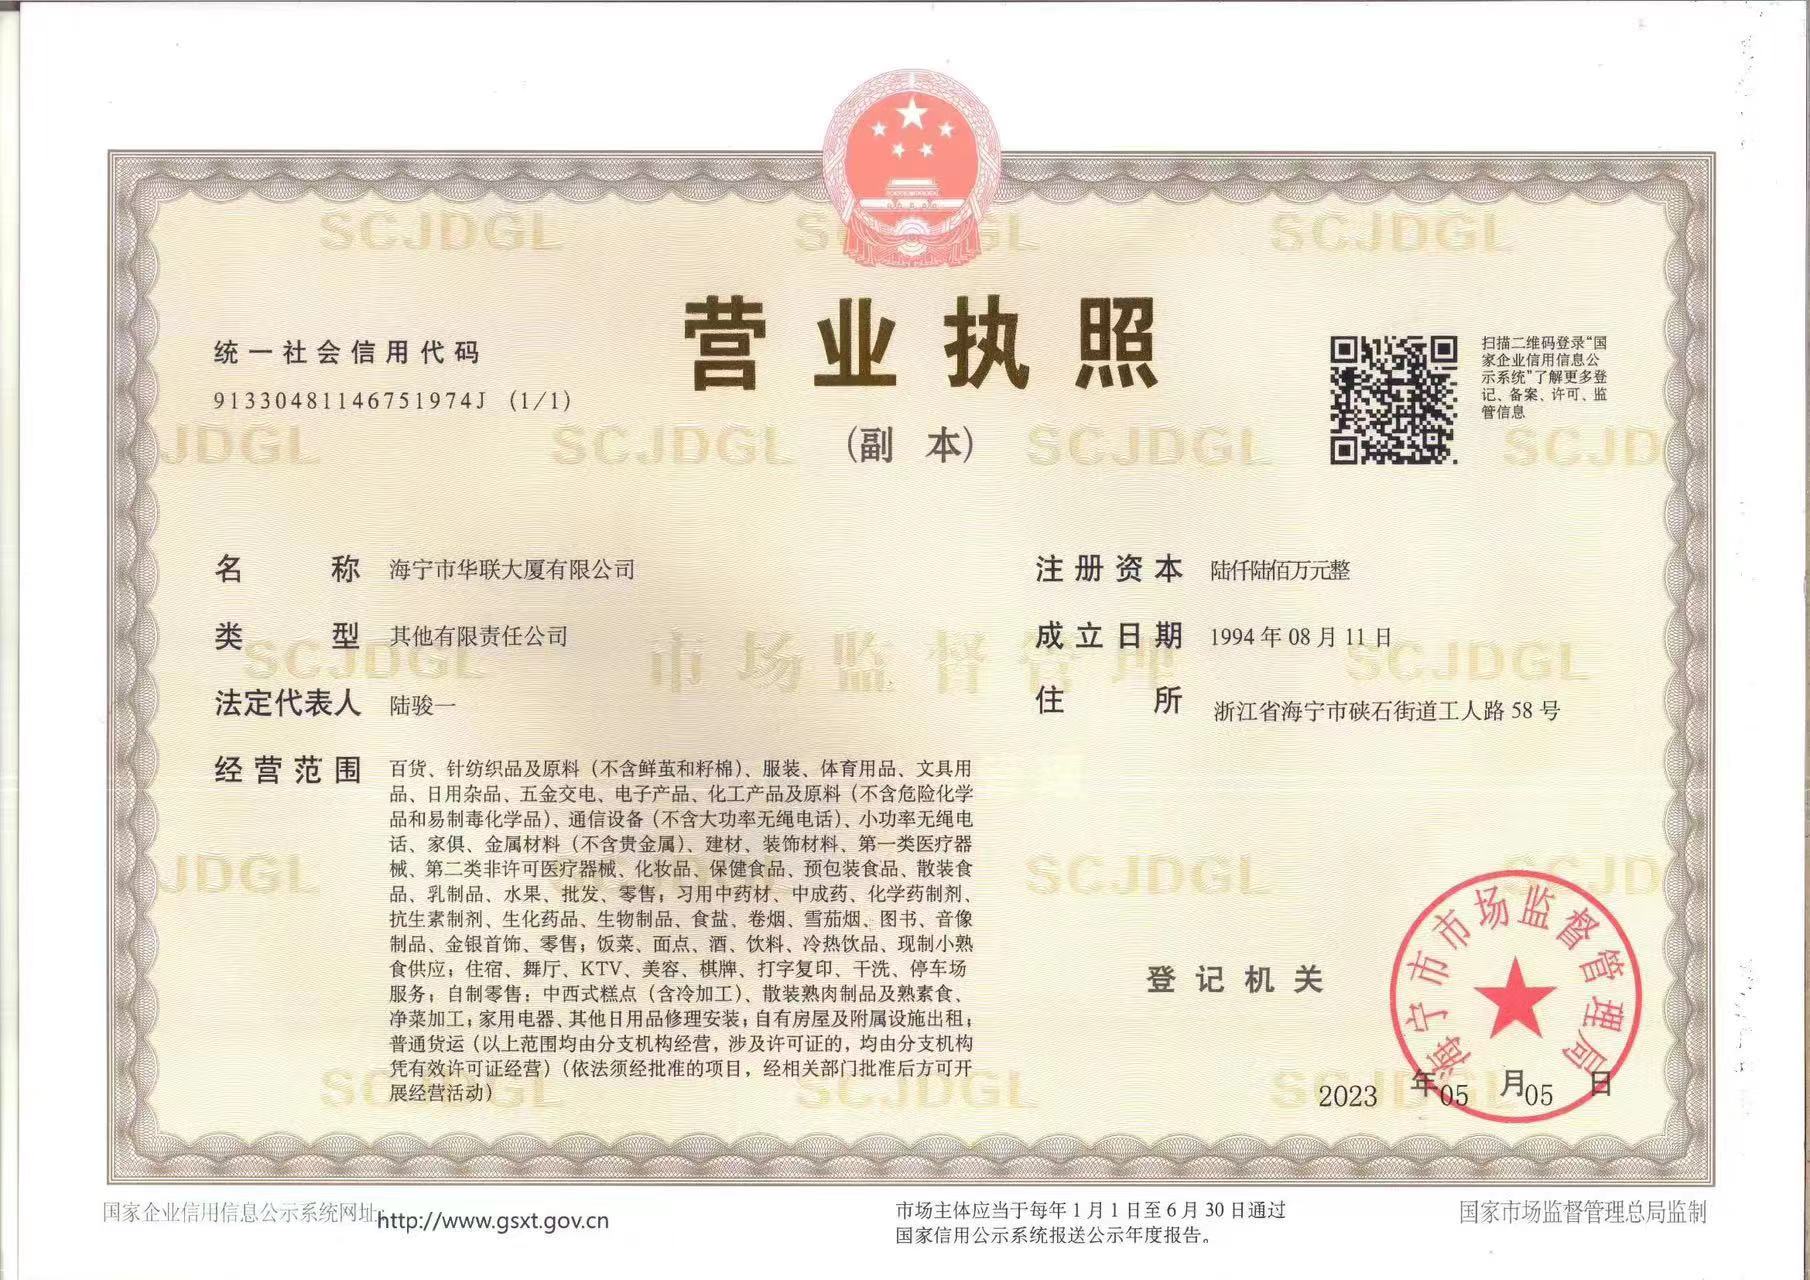 营业执照
(副 本)
统一社会信用代码
91330481146751974J (1/1)
扫描二维码登录“国
家企业信用信息公
示系统”了解更多登
记、备案、许可、监
管信息
名 称 海宁市华联大厦有限公司
类 型 其他有限责任公司
法定代表人 陆骏一
经营范围 百货、针纺织品及原料（不含鲜茧和籽棉）、服装、体育用品、文具用
品、日用杂品、五金交电、电子产品、化工产品及原料（不含危险化学
品和易制毒化学品）、通信设备（不含大功率无绳电话）、小功率无绳电
话、家俱、金属材料（不含贵金属）、建材、装饰材料、第一类医疗器
械、第二类非许可医疗器械、化妆品、保健食品、预包装食品、散装食
品、乳制品、水果、批发、零售；习用中药材、中成药、化学药制剂、
抗生素制剂、生化药品、生物制品、食盐、卷烟、雪茄烟、图书、音像
制品、金银首饰、零售；饭菜、面点、酒、饮料、冷热饮品、现制小熟
食供应；住宿、舞厅、KTV、美容、棋牌、打字复印、干洗、停车场
服务；自制零售；中西式糕点（含冷加工）、散装熟肉制品及熟素食、
净菜加工；家用电器、其他日用品修理安装；自有房屋及附属设施出租；
普通货运（以上范围均由分支机构经营，涉及许可证的，均由分支机构
凭有效许可证经营）（依法须经批准的项目，经相关部门批准后方可开
展经营活动）
注册资本 陆仟陆佰万元整
成立日期 1994年08月11日
住 所 浙江省海宁市硖石街道工人路58号
登记机关
海宁市市场监督管理局
2023 年05 月05 日
SCJDGL
市场监督管理
国家企业信用信息公示系统网址:http://www.gsxt.gov.cn
市场主体应当于每年1月1日至6月30日通过
国家信用公示系统报送公示年度报告。
国家市场监督管理总局监制